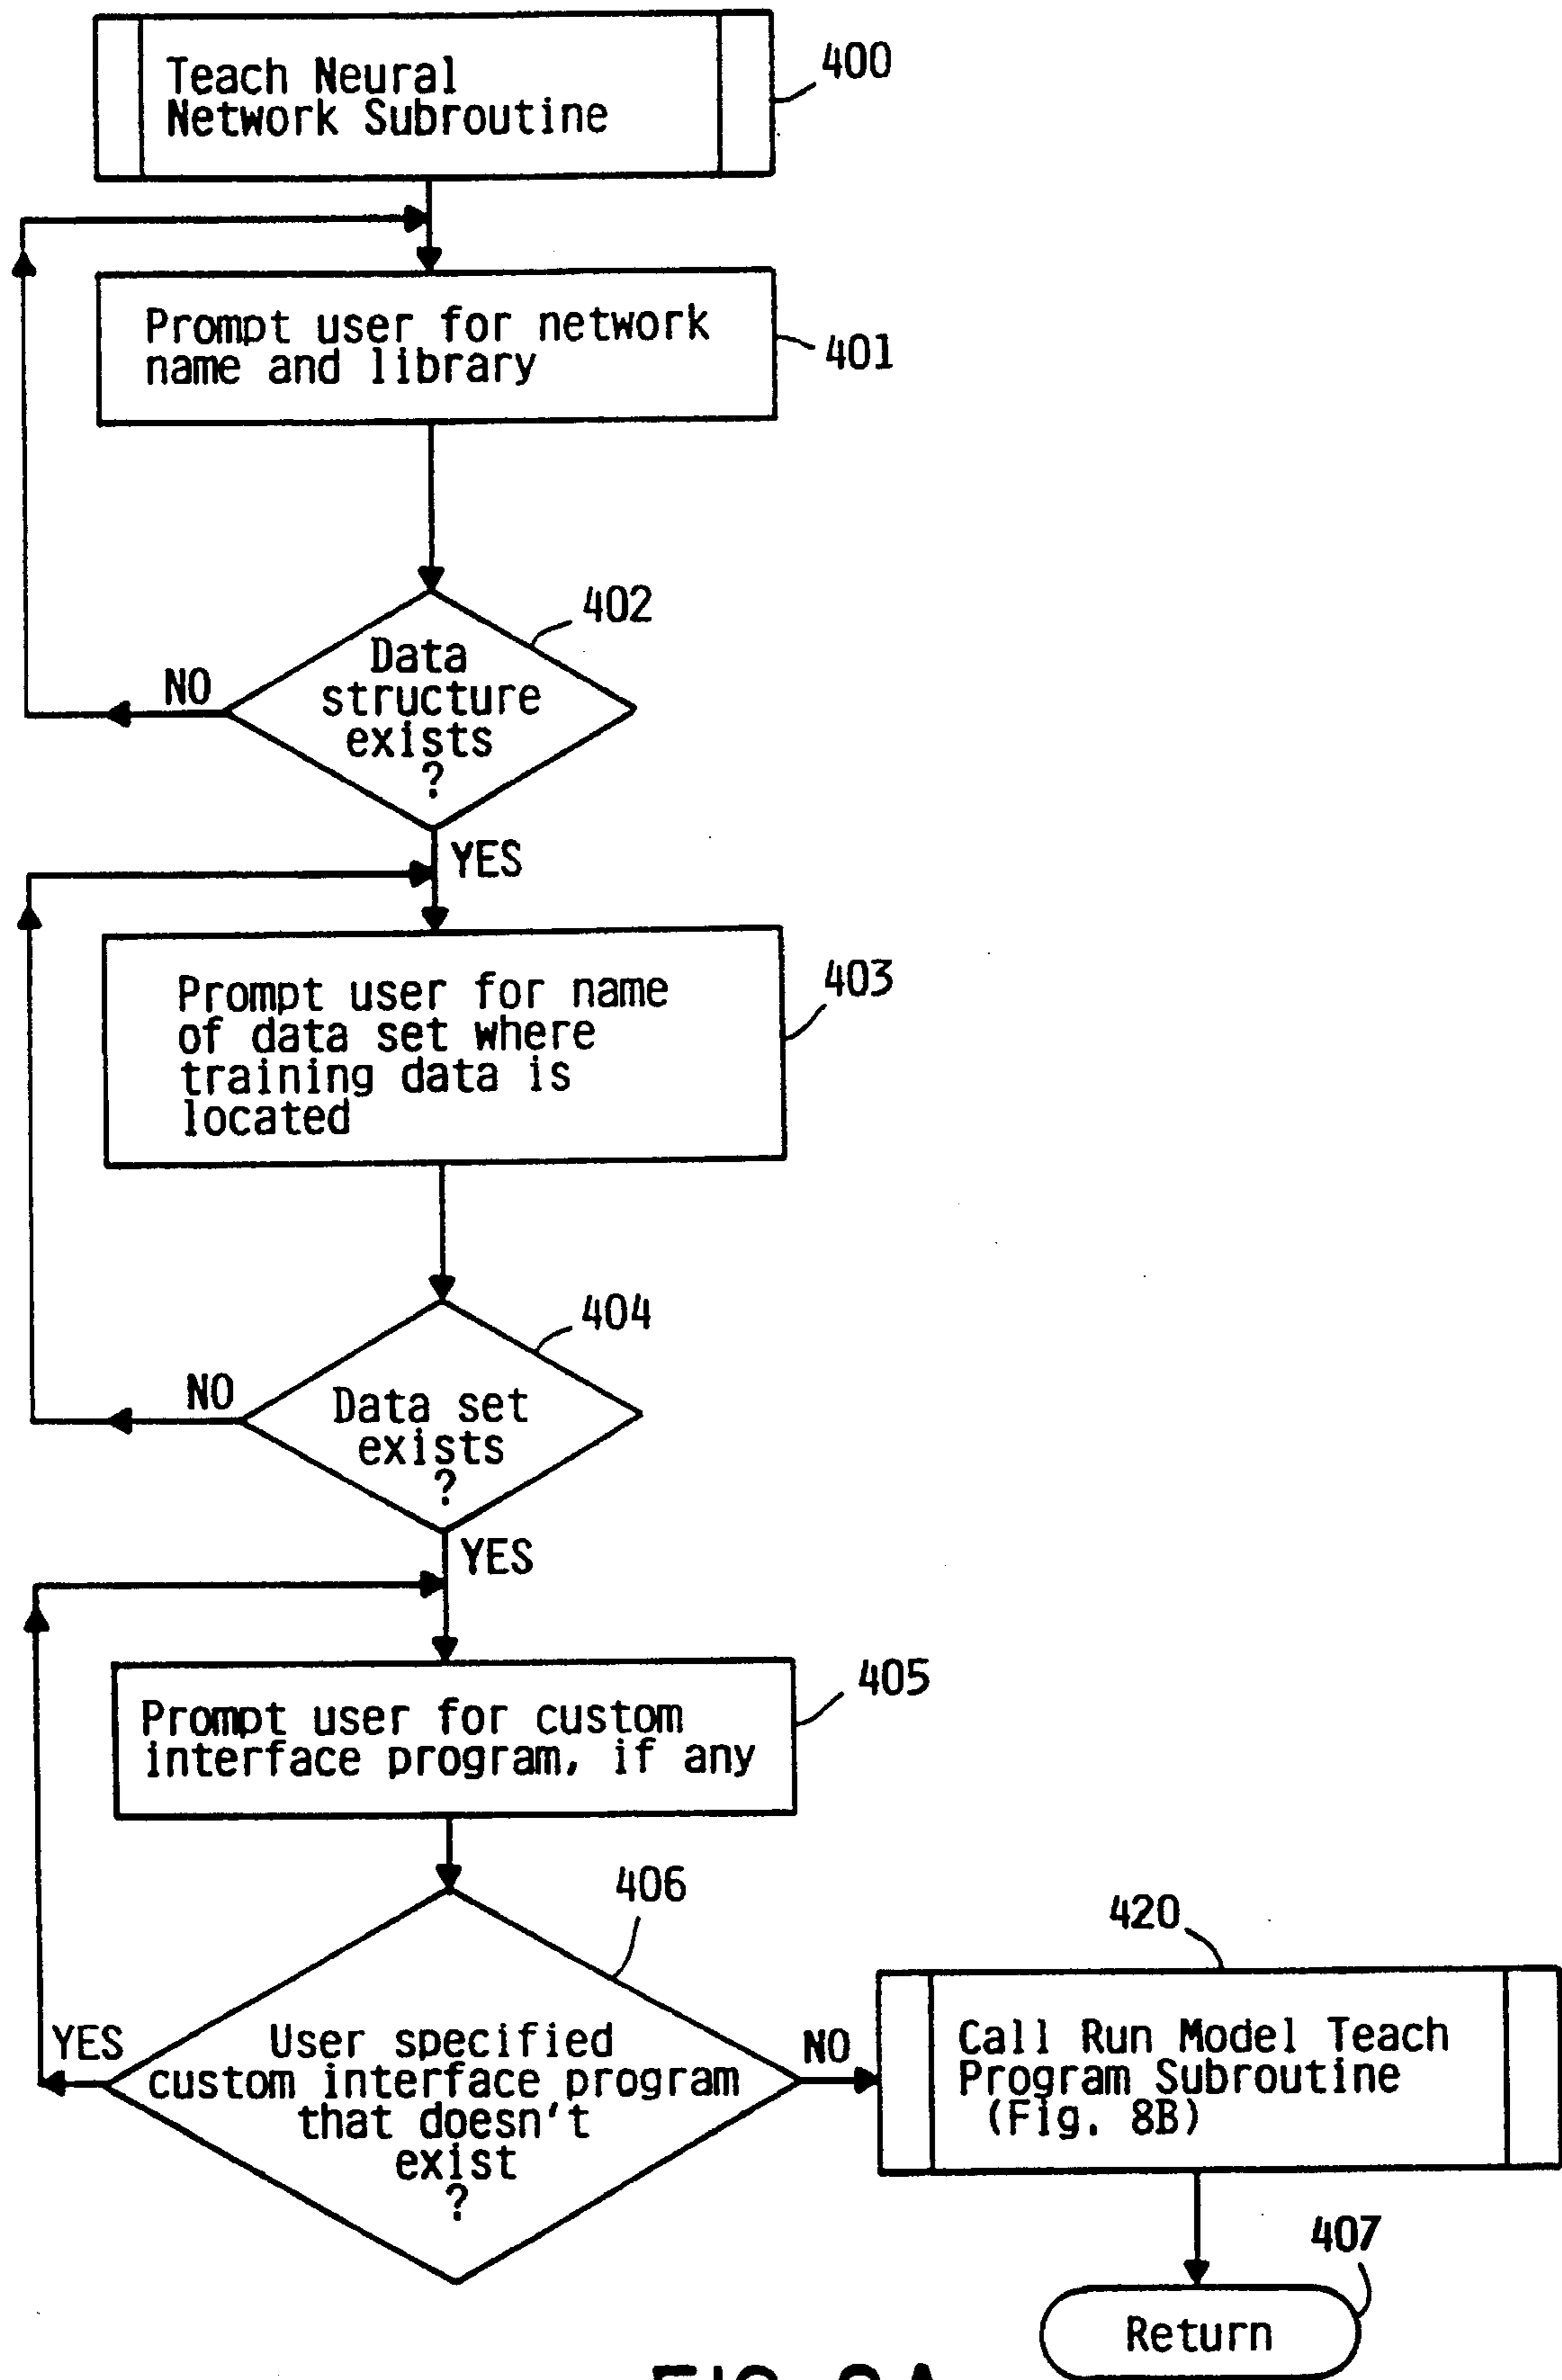 Teach Neural
Network Subroutine
400
Prompt user for network
name and library
401
402
Data
structure
exists
?
NO
YES
Prompt user for name
of data set where
training data is
located
403
404
Data set
exists
?
NO
YES
Prompt user for custom
interface program, if any
405
406
User specified
custom interface program
that doesn't
exist
?
YES
NO
420
Call Run Model Teach
Program Subroutine
(Fig. 8B)
407
Return